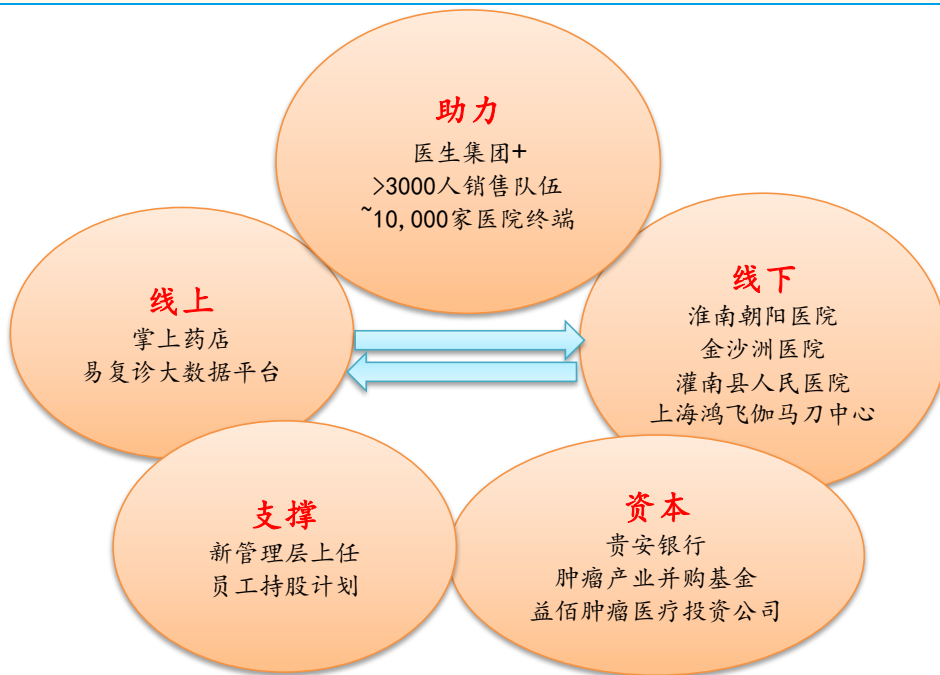 助力
医生集团+
>3000人销售队伍
~10,000家医院终端
线上
掌上药店
易复诊大数据平台
线下
淮南朝阳医院
金沙洲医院
灌南县人民医院
上海鸿飞伽马刀中心
支撑
新管理层上任
员工持股计划
资本
贵安银行
肿瘤产业并购基金
益佰肿瘤医疗投资公司